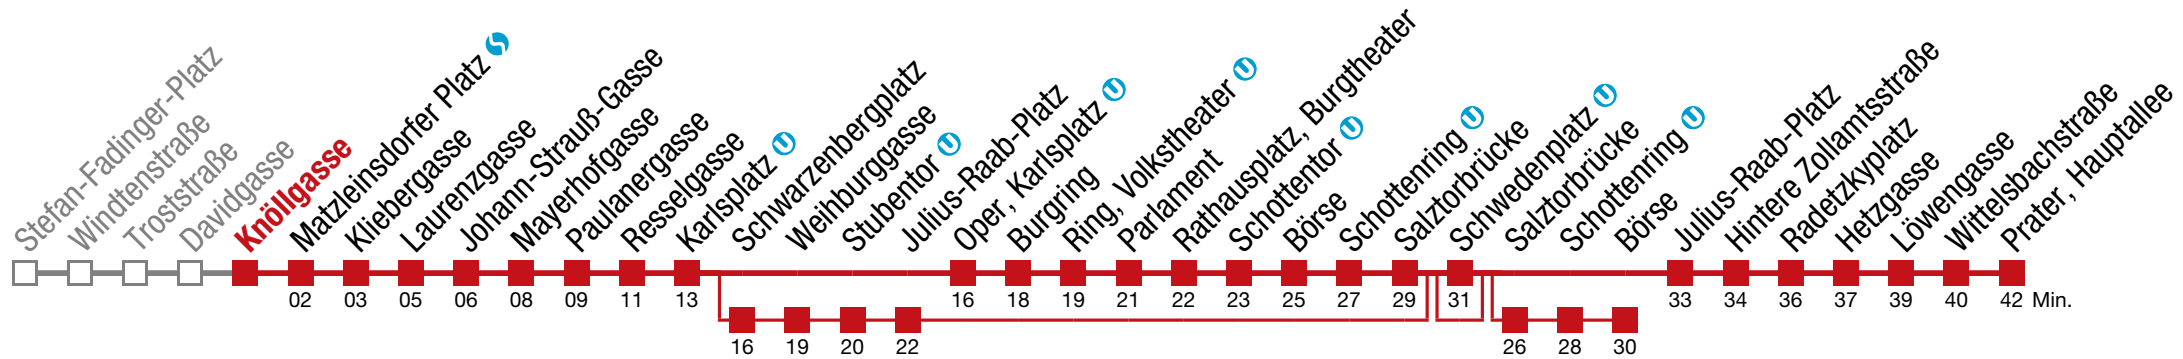 Stefan-Fadinger-Platz
Windtenstraße
Troststraße
Davidgasse
Knöllgasse
Matzleinsdorfer Platz
Kliebergasse
Laurenzgasse
Johann-Strauß-Gasse
Mayerhofgasse
Paulanergasse
Resselgasse
Karlsplatz U
Schwarzenbergplatz
Weihburggasse
Stubentor U
Julius-Raab-Platz
Oper, Karlsplatz U
Burgring
Ring, Volkstheater U
Parlament
Rathausplatz, Burgtheater
Schottentor U
Börse
Schottenring U
Salztorbrücke
Schwedenplatz U
Salztorbrücke
Schottenring U
Börse
Julius-Raab-Platz
Hintere Zollamtsstraße
Radetzkyplatz
Hetzgasse
Löwengasse
Wittelsbachstraße
Prater, Hauptallee
02 03 05 06 08 09 11 13 16 18 19 21 22 23 25 27 29 31 33 34 36 37 39 40 42 Min.
16 19 20 22 26 28 30